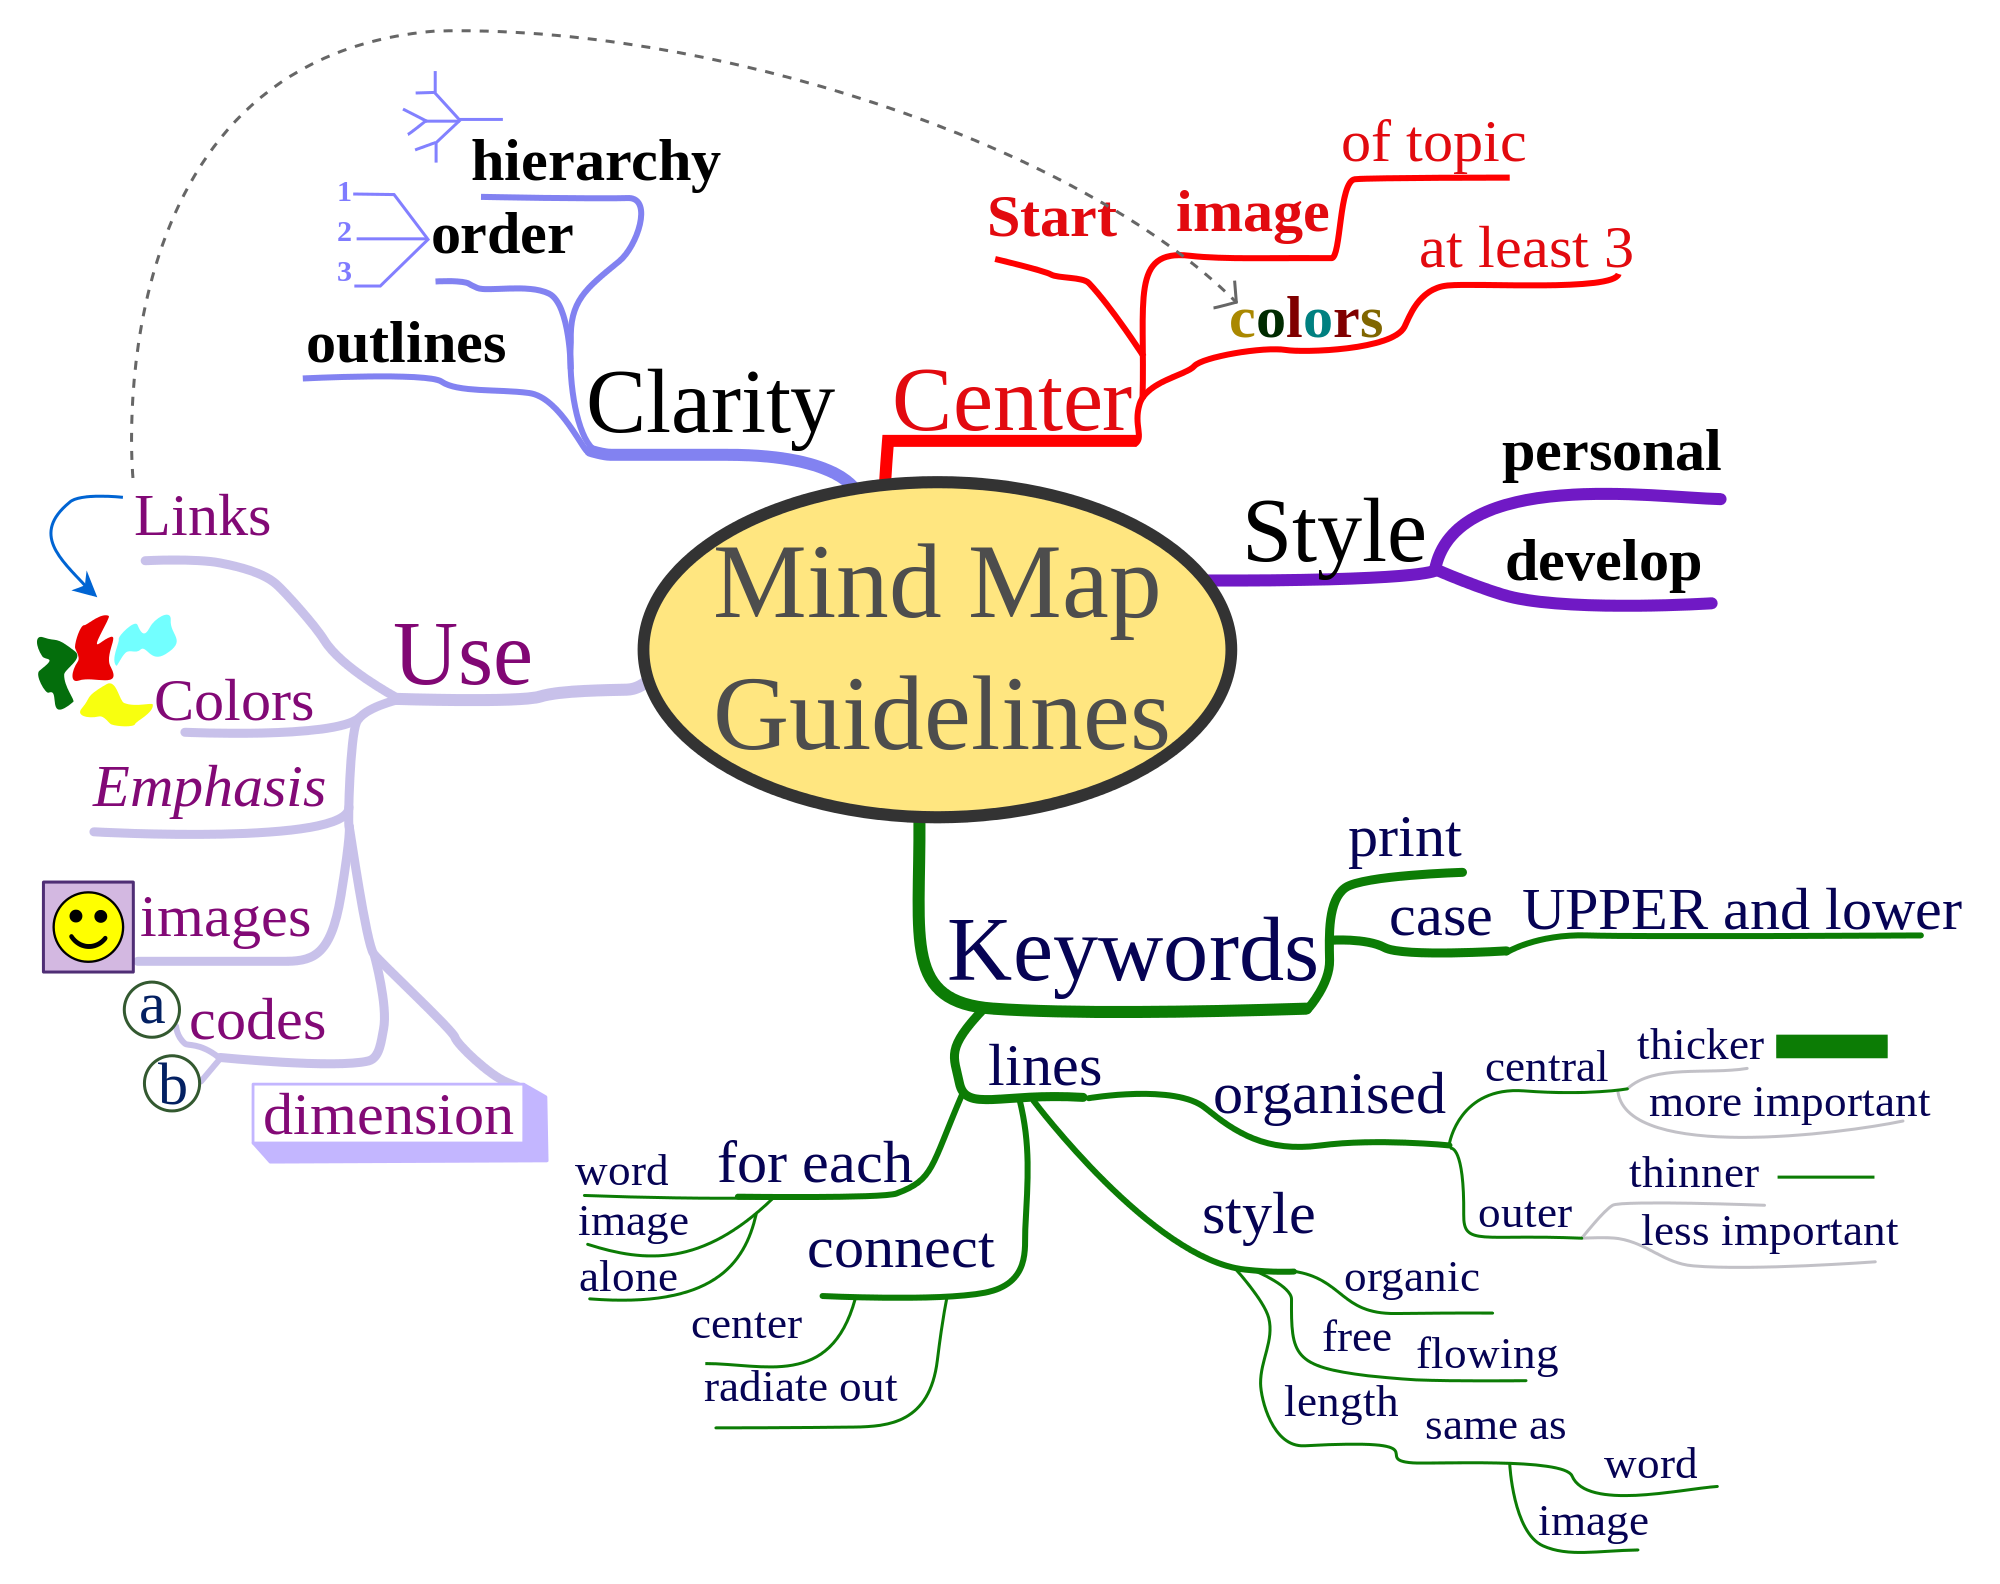 Mind Map
Guidelines
Center
Start
image
of topic
colors
at least 3
Style
personal
develop
Keywords
print
case
UPPER and lower
lines
organised
central
thicker
more important
outer
thinner
less important
style
organic
free
flowing
length
same as
word
image
connect
center
radiate out
for each
word
image
alone
Use
Links
Colors
Emphasis
images
codes
a
b
dimension
Clarity
hierarchy
order
1
2
3
outlines